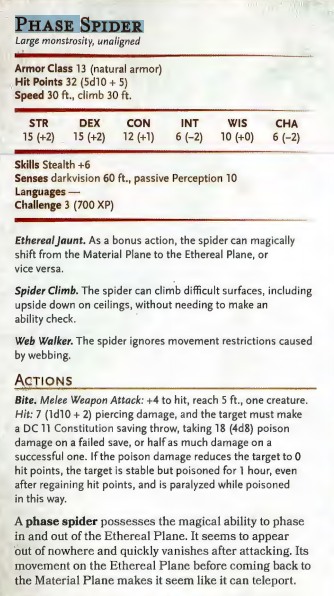 PHASE SPIDER
Large monstrosity, unaligned
Armor Class 13 (natural armor)
Hit Points 32 (5d10 + 5)
Speed 30 ft., climb 30 ft.
STR DEX CON INT WIS CHA
15 (+2) 15 (+2) 12 (+1) 6 (–2) 10 (+0) 6 (–2)
Skills Stealth +6
Senses darkvision 60 ft., passive Perception 10
Languages —
Challenge 3 (700 XP)
Ethereal Jaunt. As a bonus action, the spider can magically
shift from the Material Plane to the Ethereal Plane, or
vice versa.
Spider Climb. The spider can climb difficult surfaces, including
upside down on ceilings, without needing to make an
ability check.
Web Walker. The spider ignores movement restrictions caused
by webbing.
ACTIONS
Bite. Melee Weapon Attack: +4 to hit, reach 5 ft., one creature.
Hit: 7 (1d10 + 2) piercing damage, and the target must make
a DC 11 Constitution saving throw, taking 18 (4d8) poison
damage on a failed save, or half as much damage on a
successful one. If the poison damage reduces the target to 0
hit points, the target is stable but poisoned for 1 hour, even
after regaining hit points, and is paralyzed while poisoned
in this way.
A phase spider possesses the magical ability to phase
in and out of the Ethereal Plane. It seems to appear
out of nowhere and quickly vanishes after attacking. Its
movement on the Ethereal Plane before coming back to
the Material Plane makes it seem like it can teleport.